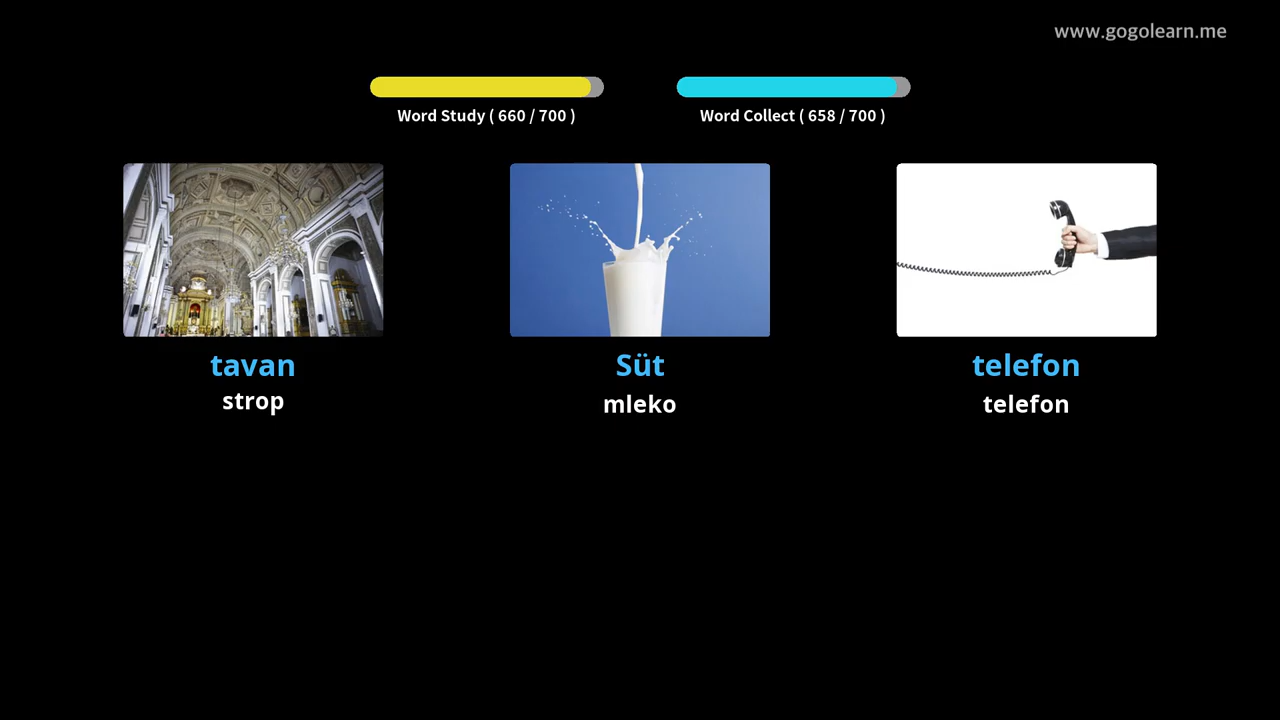 www.gogolearn.me
Word Study ( 660 / 700 )
Word Collect ( 658 / 700 )
tavan
strop
Süt
mleko
telefon
telefon